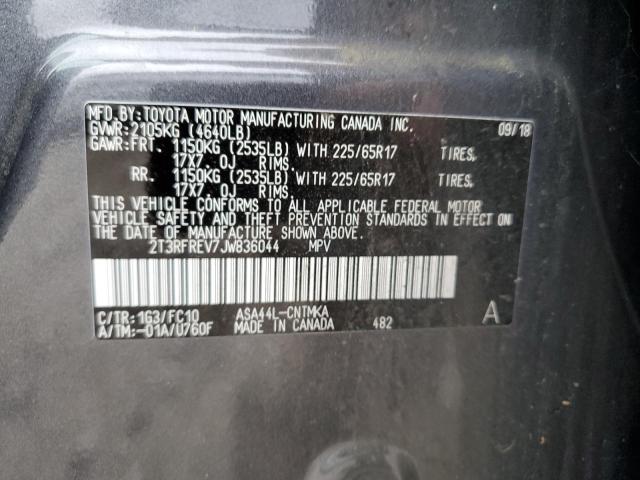 MFD.BY:TOYOTA MOTOR MANUFACTURING CANADA INC. 09/18
GVWR:2105KG (4640LB)
GAWR:FRT. 1150KG (2535LB) WITH 225/65R17 TIRES,
17X7.0J RIMS,
RR. 1150KG (2535LB) WITH 225/65R17 TIRES,
17X7.0J RIMS.
THIS VEHICLE CONFORMS TO ALL APPLICABLE FEDERAL MOTOR
VEHICLE SAFETY AND THEFT PREVENTION STANDARDS IN EFFECT ON
THE DATE OF MANUFACTURE SHOWN ABOVE.
2T3RFREV7JW836044 MPV
C/TR:1G3/FC10 ASA44L-CNTMKA A
A/TM:-01A/U760F MADE IN CANADA 482